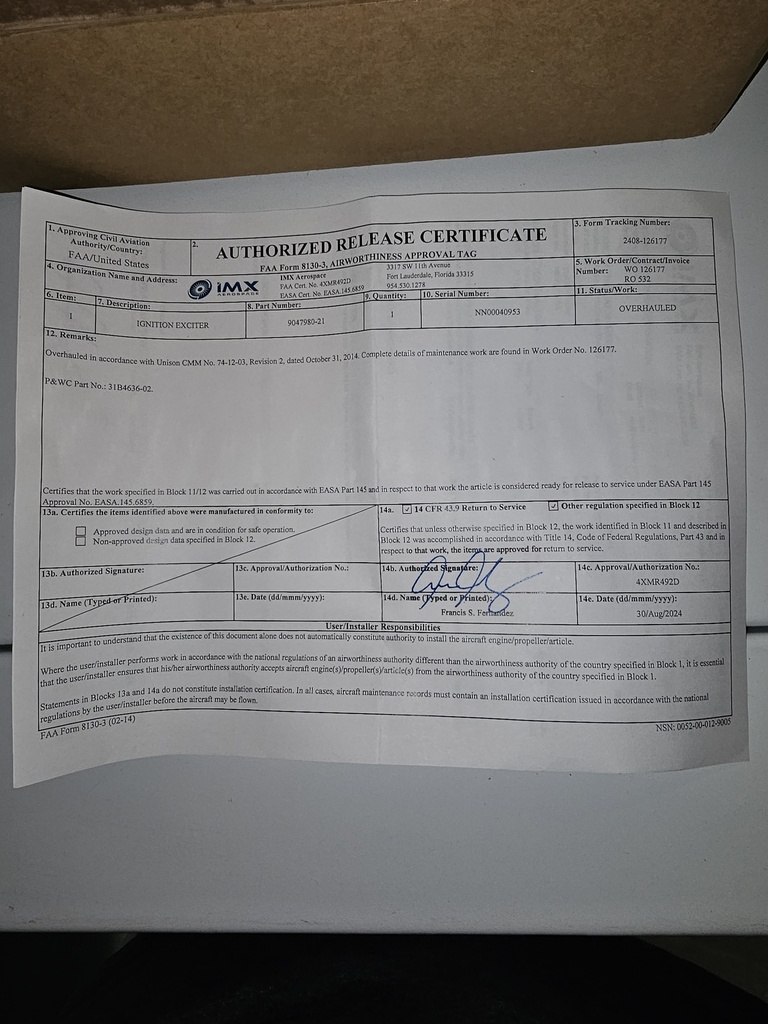 1. Approving Civil Aviation Authority/Country:
FAA/United States
2.
AUTHORIZED RELEASE CERTIFICATE
FAA Form 8130-3, AIRWORTHINESS APPROVAL TAG
3. Form Tracking Number:
2408-126177
4. Organization Name and Address:
iMX
AEROSPACE
IMX Aerospace
FAA Cert. No. 4XMR492D
EASA Cert. No. EASA.145.6859
3317 SW 11th Avenue
Fort Lauderdale, Florida 33315
954.530.1278
5. Work Order/Contract/Invoice
Number: WO 126177
RO 532
6. Item:
1
7. Description:
IGNITION EXCITER
8. Part Number:
9047980-21
9. Quantity:
1
10. Serial Number:
NN00040953
11. Status/Work:
OVERHAULED
12. Remarks:
Overhauled in accordance with Unison CMM No. 74-12-03, Revision 2, dated October 31, 2014. Complete details of maintenance work are found in Work Order No. 126177.
P&WC Part No.: 31B4636-02.
Certifies that the work specified in Block 11/12 was carried out in accordance with EASA Part 145 and in respect to that work the article is considered ready for release to service under EASA Part 145
Approval No. EASA.145.6859.
13a. Certifies the items identified above were manufactured in conformity to:
Approved design data and are in condition for safe operation.
Non-approved design data specified in Block 12.
14a. 14 CFR 43.9 Return to Service Other regulation specified in Block 12
Certifies that unless otherwise specified in Block 12, the work identified in Block 11 and described
in Block 12 was accomplished in accordance with Title 14, Code of Federal Regulations, Part 43 and in
respect to that work, the items are approved for return to service.
13b. Authorized Signature:
13c. Approval/Authorization No.:
14b. Authorized Signature:
14c. Approval/Authorization No.:
4XMR492D
13d. Name (Typed or Printed):
13e. Date (dd/mmm/yyyy):
14d. Name (Typed or Printed):
Francis S. Fernandez
14e. Date (dd/mmm/yyyy):
30/Aug/2024
User/Installer Responsibilities
It is important to understand that the existence of this document alone does not automatically constitute authority to install the aircraft engine/propeller/article.
Where the user/installer performs work in accordance with the national regulations of an airworthiness authority different than the airworthiness authority of the country specified in Block 1, it is essential
that the user/installer ensures that his/her airworthiness authority accepts aircraft engine(s)/propeller(s)/article(s) from the airworthiness authority of the country specified in Block 1.
Statements in Blocks 13a and 14a do not constitute installation certification. In all cases, aircraft maintenance records must contain an installation certification issued in accordance with the national
regulations by the user/installer before the aircraft may be flown.
FAA Form 8130-3 (02-14)
NSN: 0052-00-012-9005